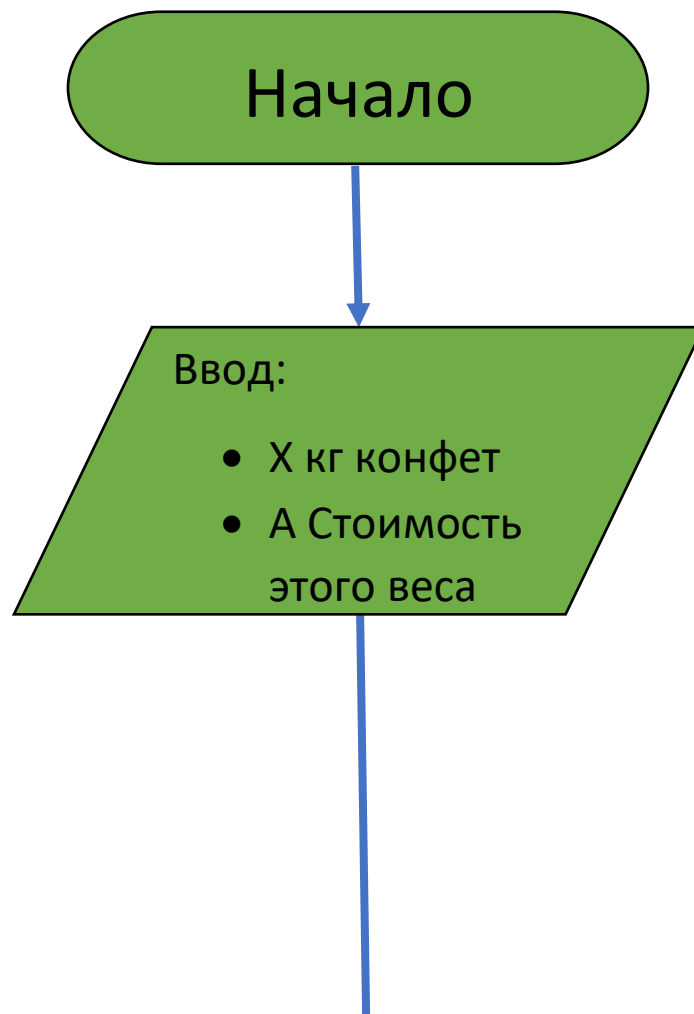 Начало
Ввод:
• X кг конфет
• А Стоимость
этого веса